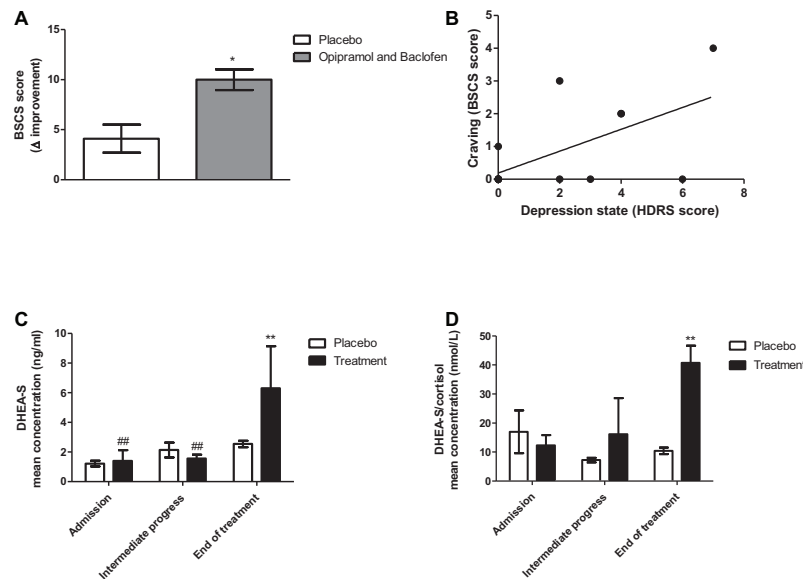 A
BSCS score
(Δ improvement)
15
10
5
0
*
Placebo
Opipramol and Baclofen
B
Craving (BSCS score)
5
4
3
2
1
0
0
2
4
6
8
Depression state (HDRS score)
C
DHEA-S
mean concentration (ng/ml)
10
8
6
4
2
0
##
##
**
Placebo
Treatment
Admission
Intermediate progress
End of treatment
D
DHEA-S/cortisol
mean concentration (nmol/L)
50
40
30
20
10
0
**
Placebo
Treatment
Admission
Intermediate progress
End of treatment